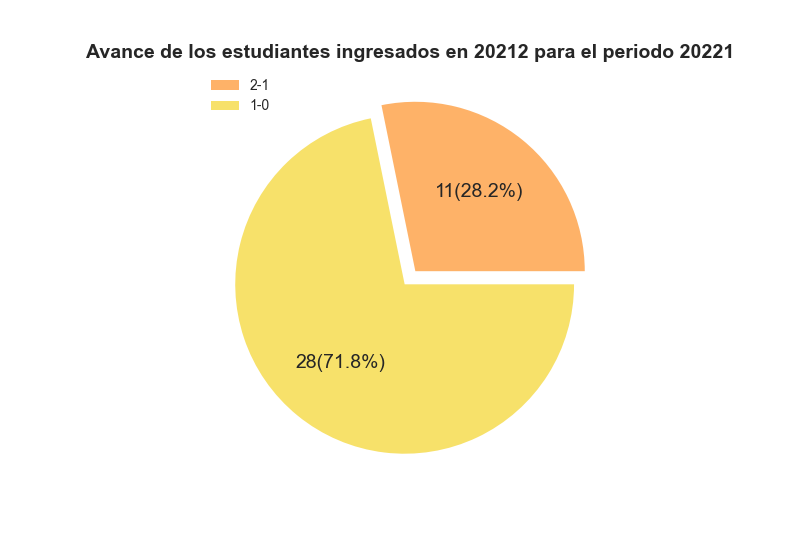 Avance de los estudiantes ingresados en 20212 para el periodo 20221
2-1
1-0
11(28.2%)
28(71.8%)